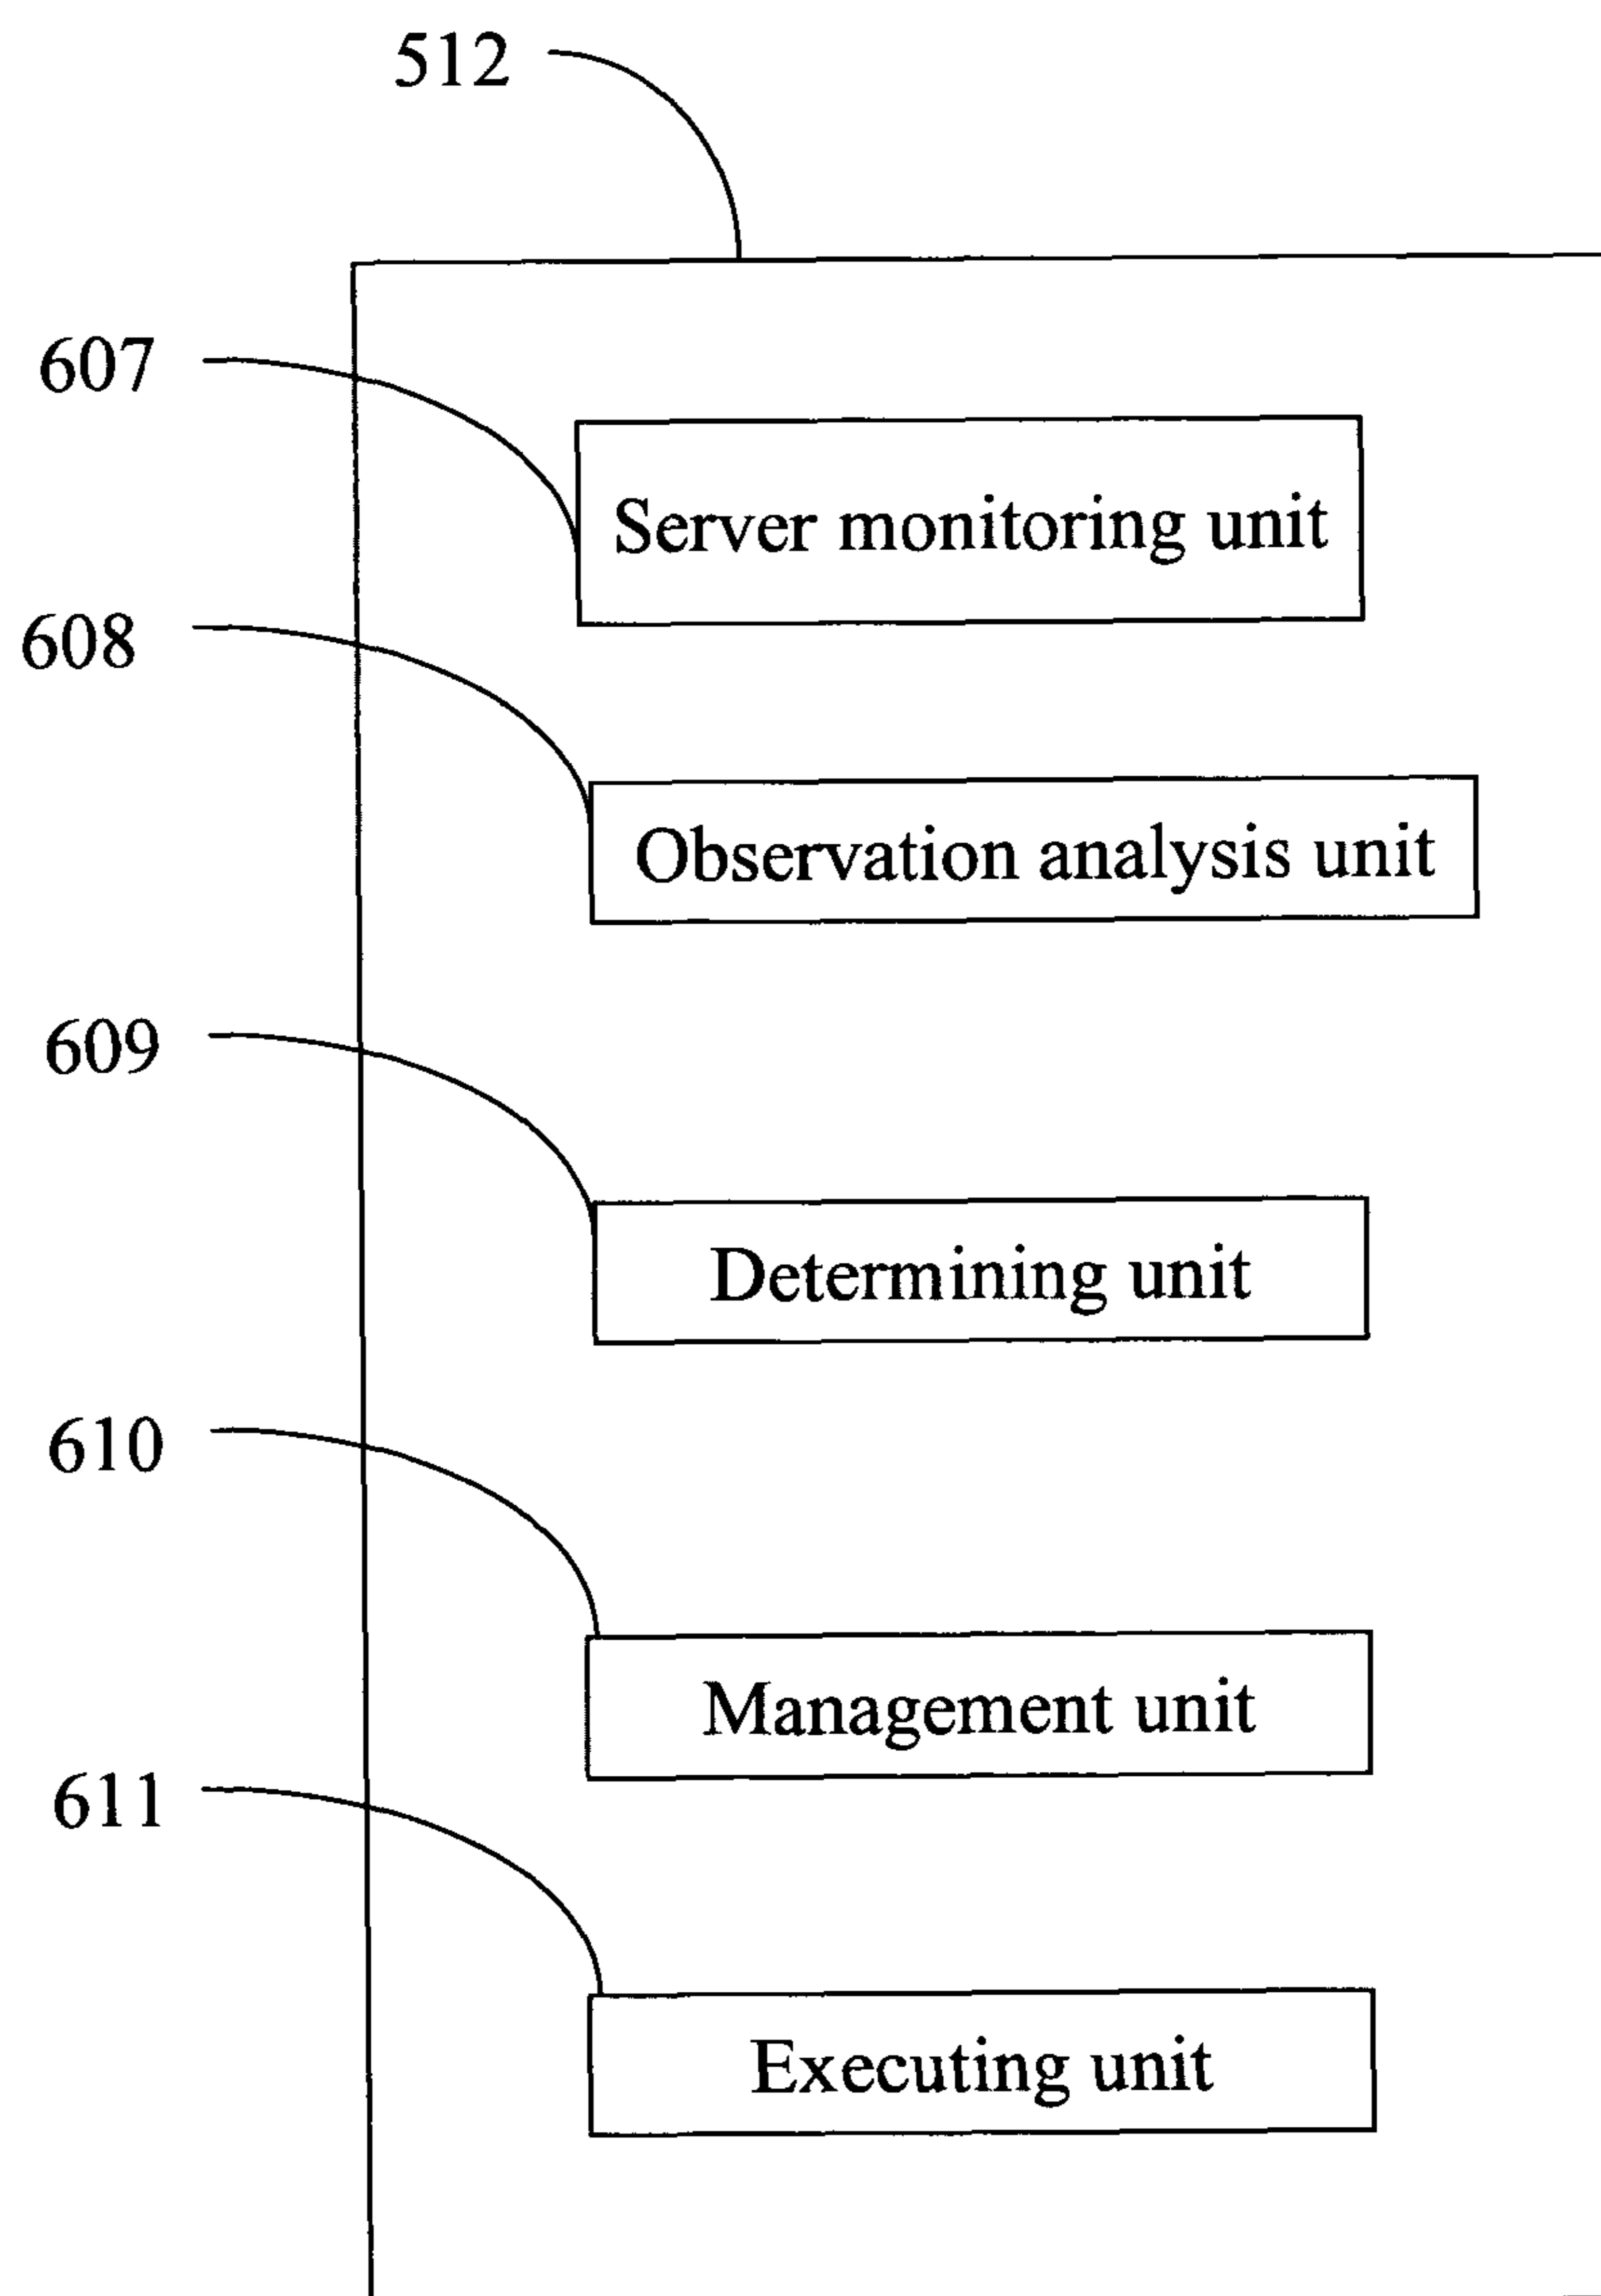 512
607
Server monitoring unit
608
Observation analysis unit
609
Determining unit
610
Management unit
611
Executing unit